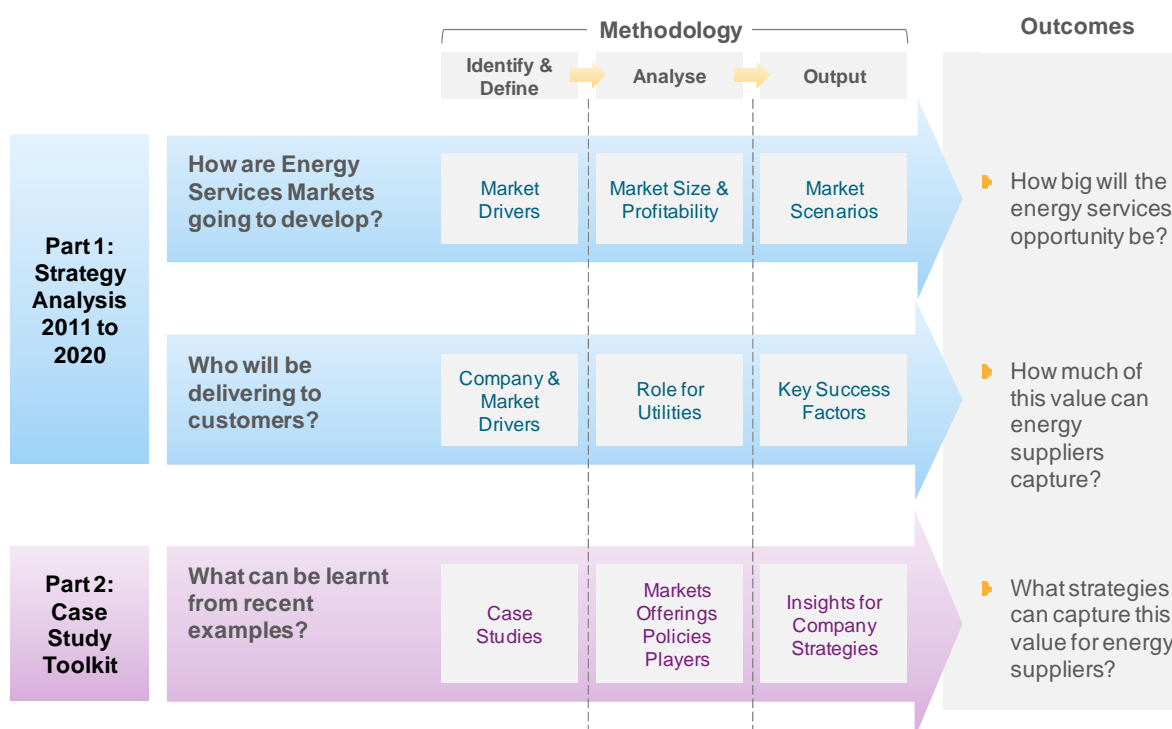 Methodology
Outcomes
Identify &
Define
Analyse
Output
Part 1:
Strategy
Analysis
2011 to
2020
How are Energy
Services Markets
going to develop?
Market
Drivers
Market Size &
Profitability
Market
Scenarios
How big will the
energy services
opportunity be?
Who will be
delivering to
customers?
Company &
Market
Drivers
Role for
Utilities
Key Success
Factors
How much of
this value can
energy
suppliers
capture?
Part 2:
Case
Study
Toolkit
What can be learnt
from recent
examples?
Case
Studies
Markets
Offerings
Policies
Players
Insights for
Company
Strategies
What strategies
can capture this
value for energy
suppliers?